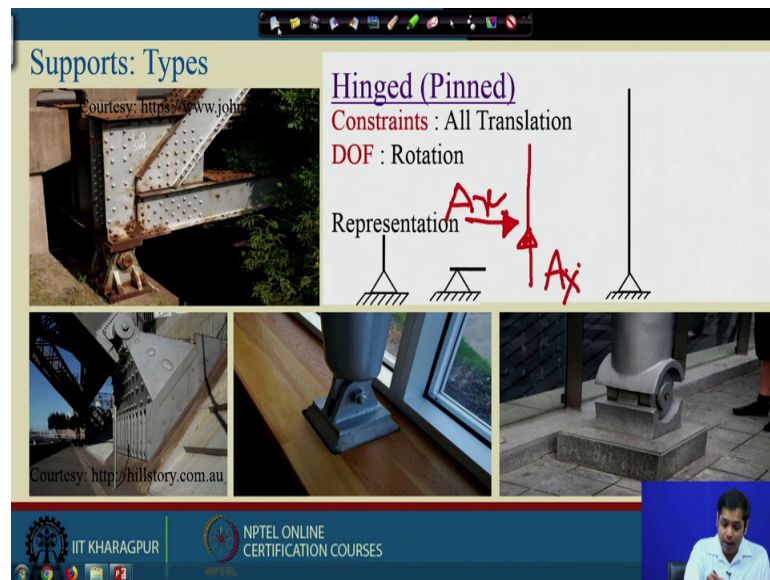 Supports: Types
Courtesy: https://www.joh
Hinged (Pinned)
Constraints : All Translation
DOF : Rotation
Representation
Ax
Ay
Courtesy: http://hillstory.com.au
IIT KHARAGPUR
NPTEL ONLINE
CERTIFICATION COURSES